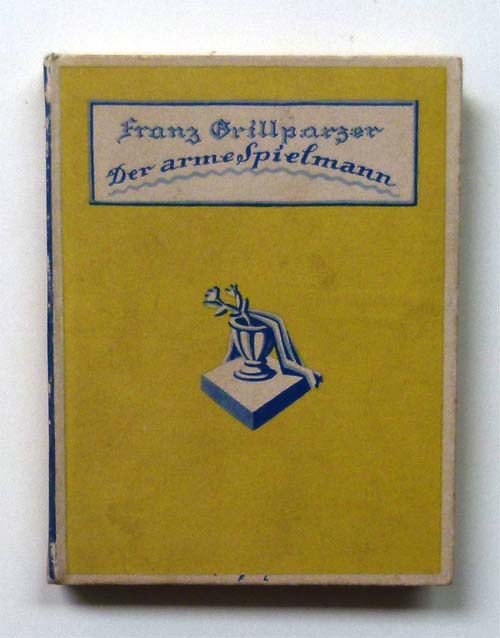 Franz Grillparzer
Der arme Spielmann
F L